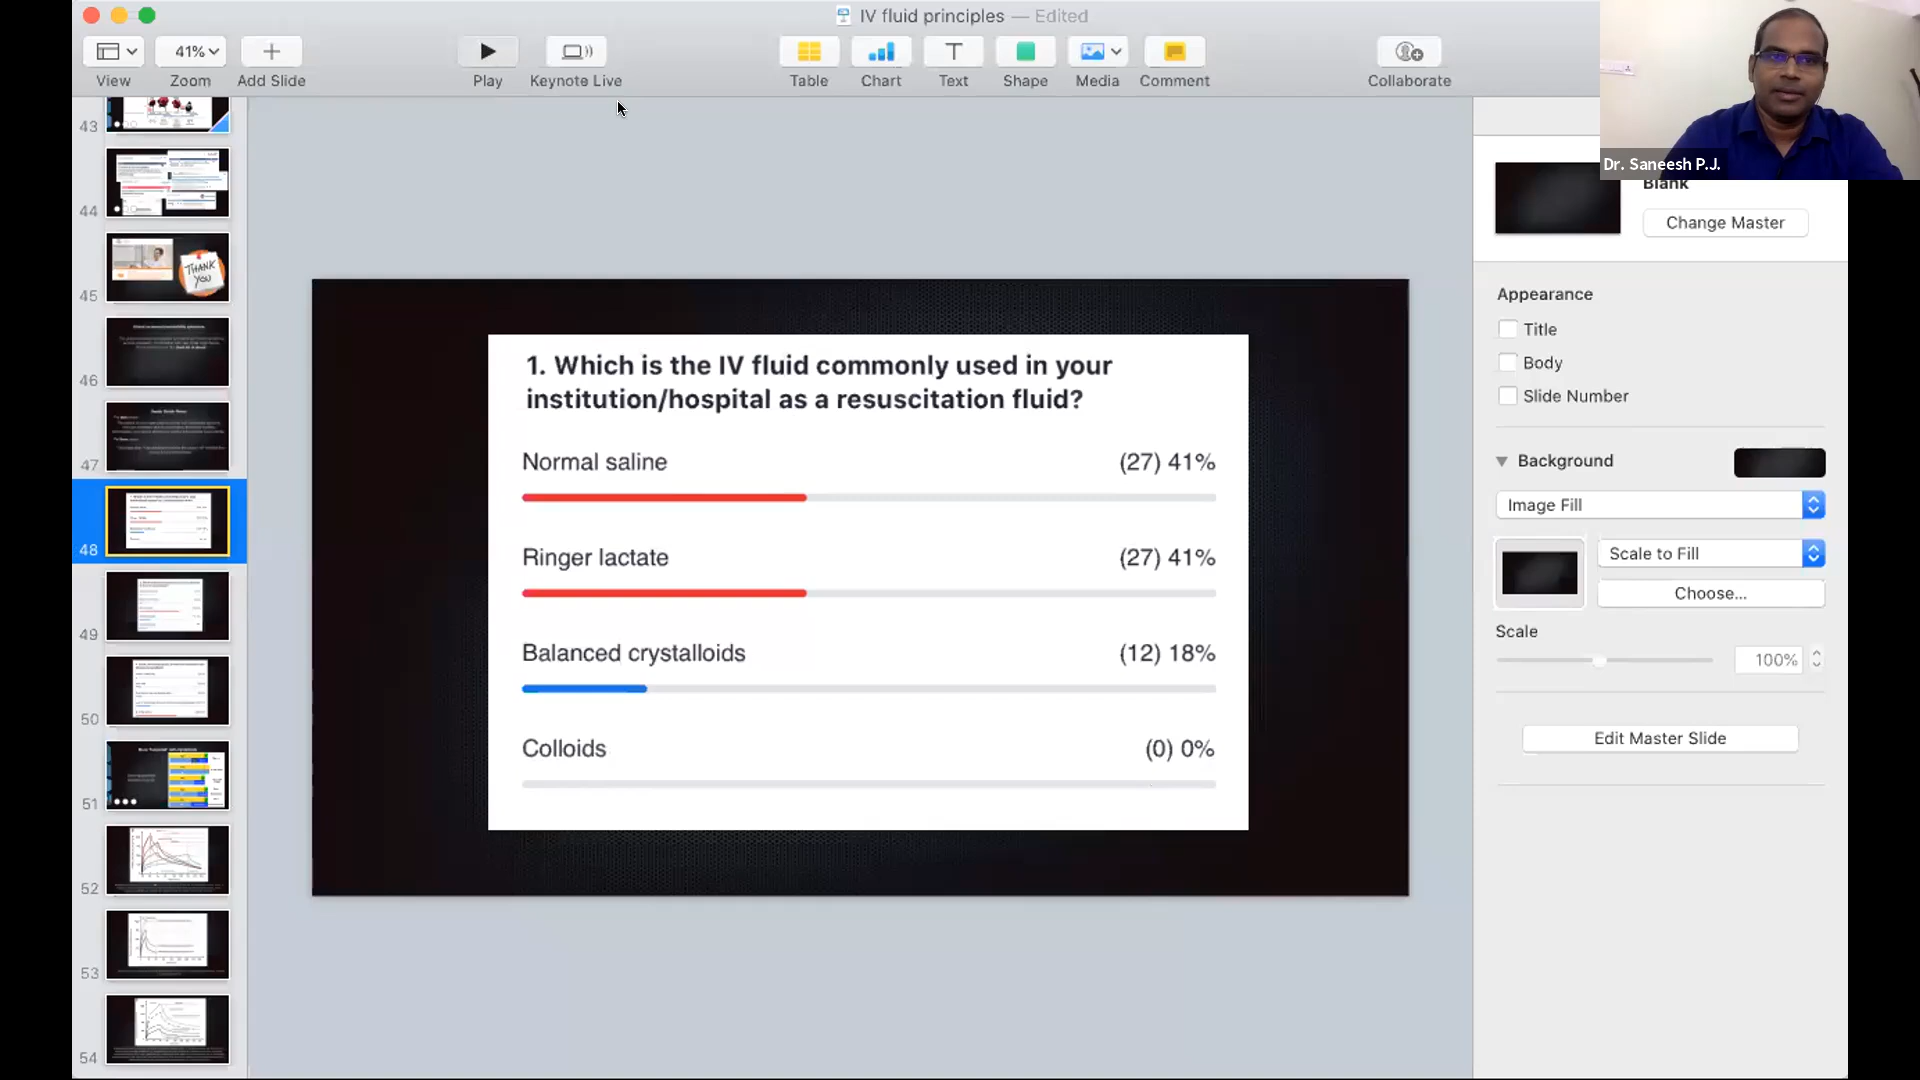 IV fluid principles — Edited
41%
View
Zoom
Add Slide
Play
Keynote Live
Table
Chart
Text
Shape
Media
Comment
Collaborate
Dr. Saneesh P.J.
43
44
45
THANK
YOU
46
47
48
49
50
51
52
53
54
1. Which is the IV fluid commonly used in your
institution/hospital as a resuscitation fluid?
Normal saline (27) 41%
Ringer lactate (27) 41%
Balanced crystalloids (12) 18%
Colloids (0) 0%
Blank
Change Master
Appearance
Title
Body
Slide Number
Background
Image Fill
Scale to Fill
Choose...
Scale
100%
Edit Master Slide